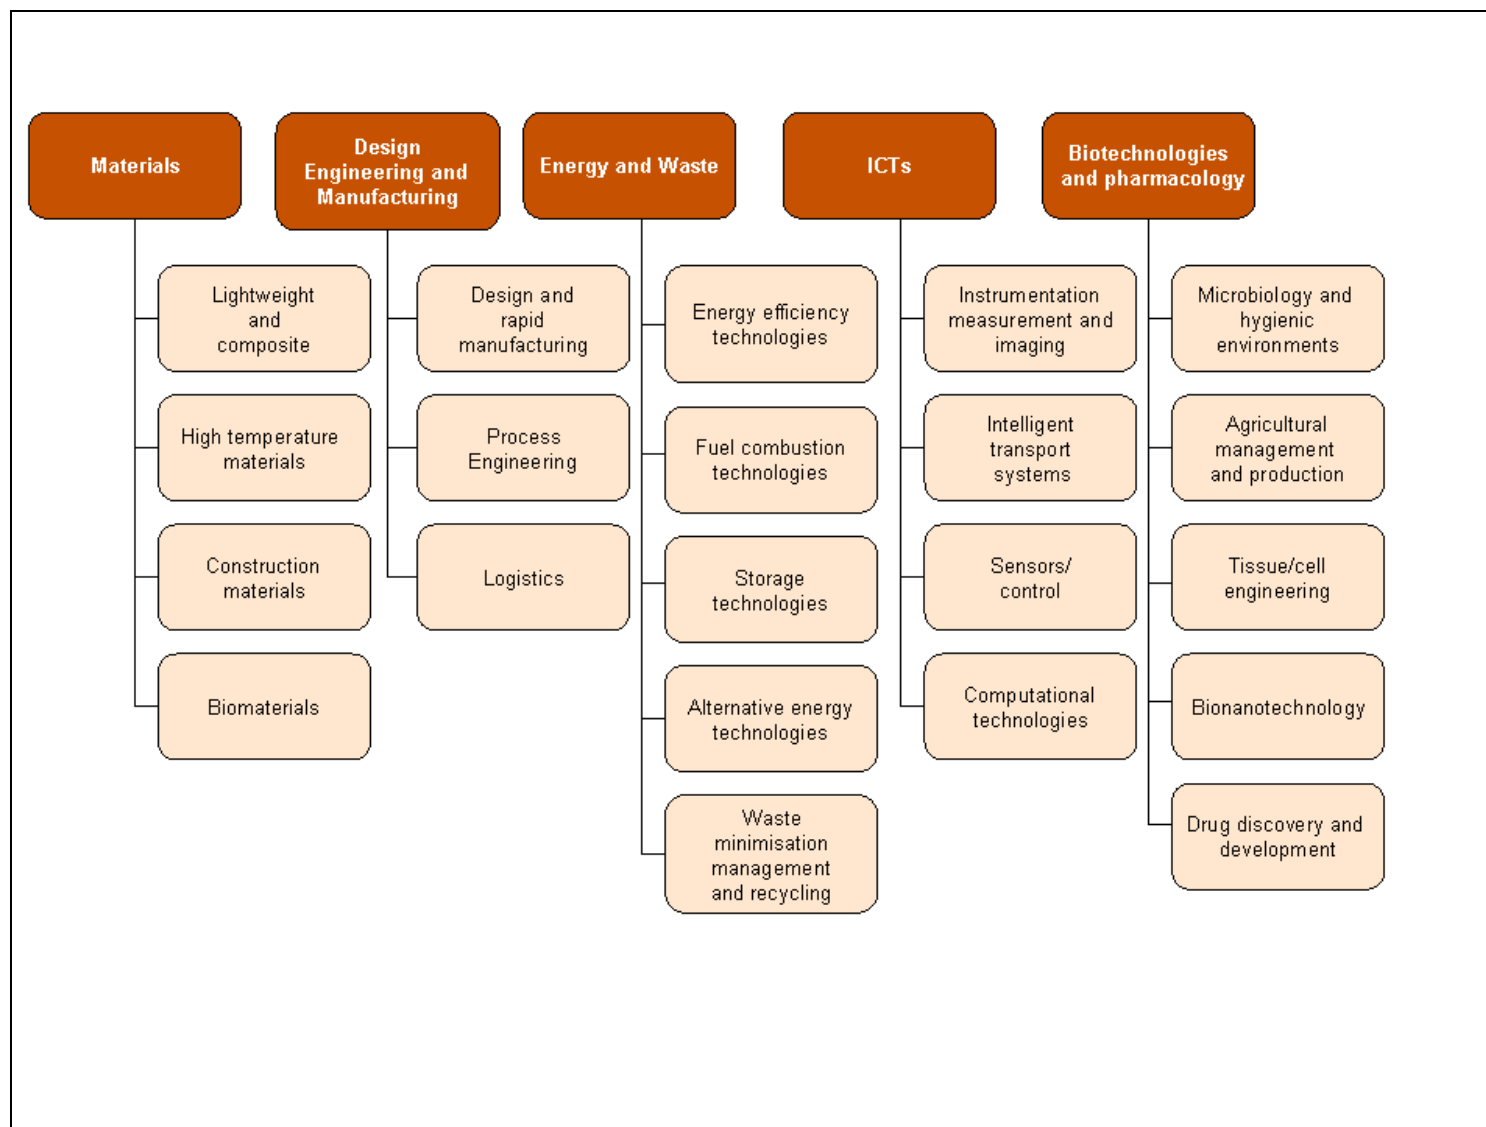 Materials
Design
Engineering and
Manufacturing
Energy and Waste
ICTs
Biotechnologies
and pharmacology
Lightweight
and
composite
High temperature
materials
Construction
materials
Biomaterials
Design and
rapid
manufacturing
Process
Engineering
Logistics
Energy efficiency
technologies
Fuel combustion
technologies
Storage
technologies
Alternative energy
technologies
Waste
minimisation
management
and recycling
Instrumentation
measurement and
imaging
Intelligent
transport
systems
Sensors/
control
Computational
technologies
Microbiology and
hygienic
environments
Agricultural
management
and production
Tissue/cell
engineering
Bionanotechnology
Drug discovery and
development